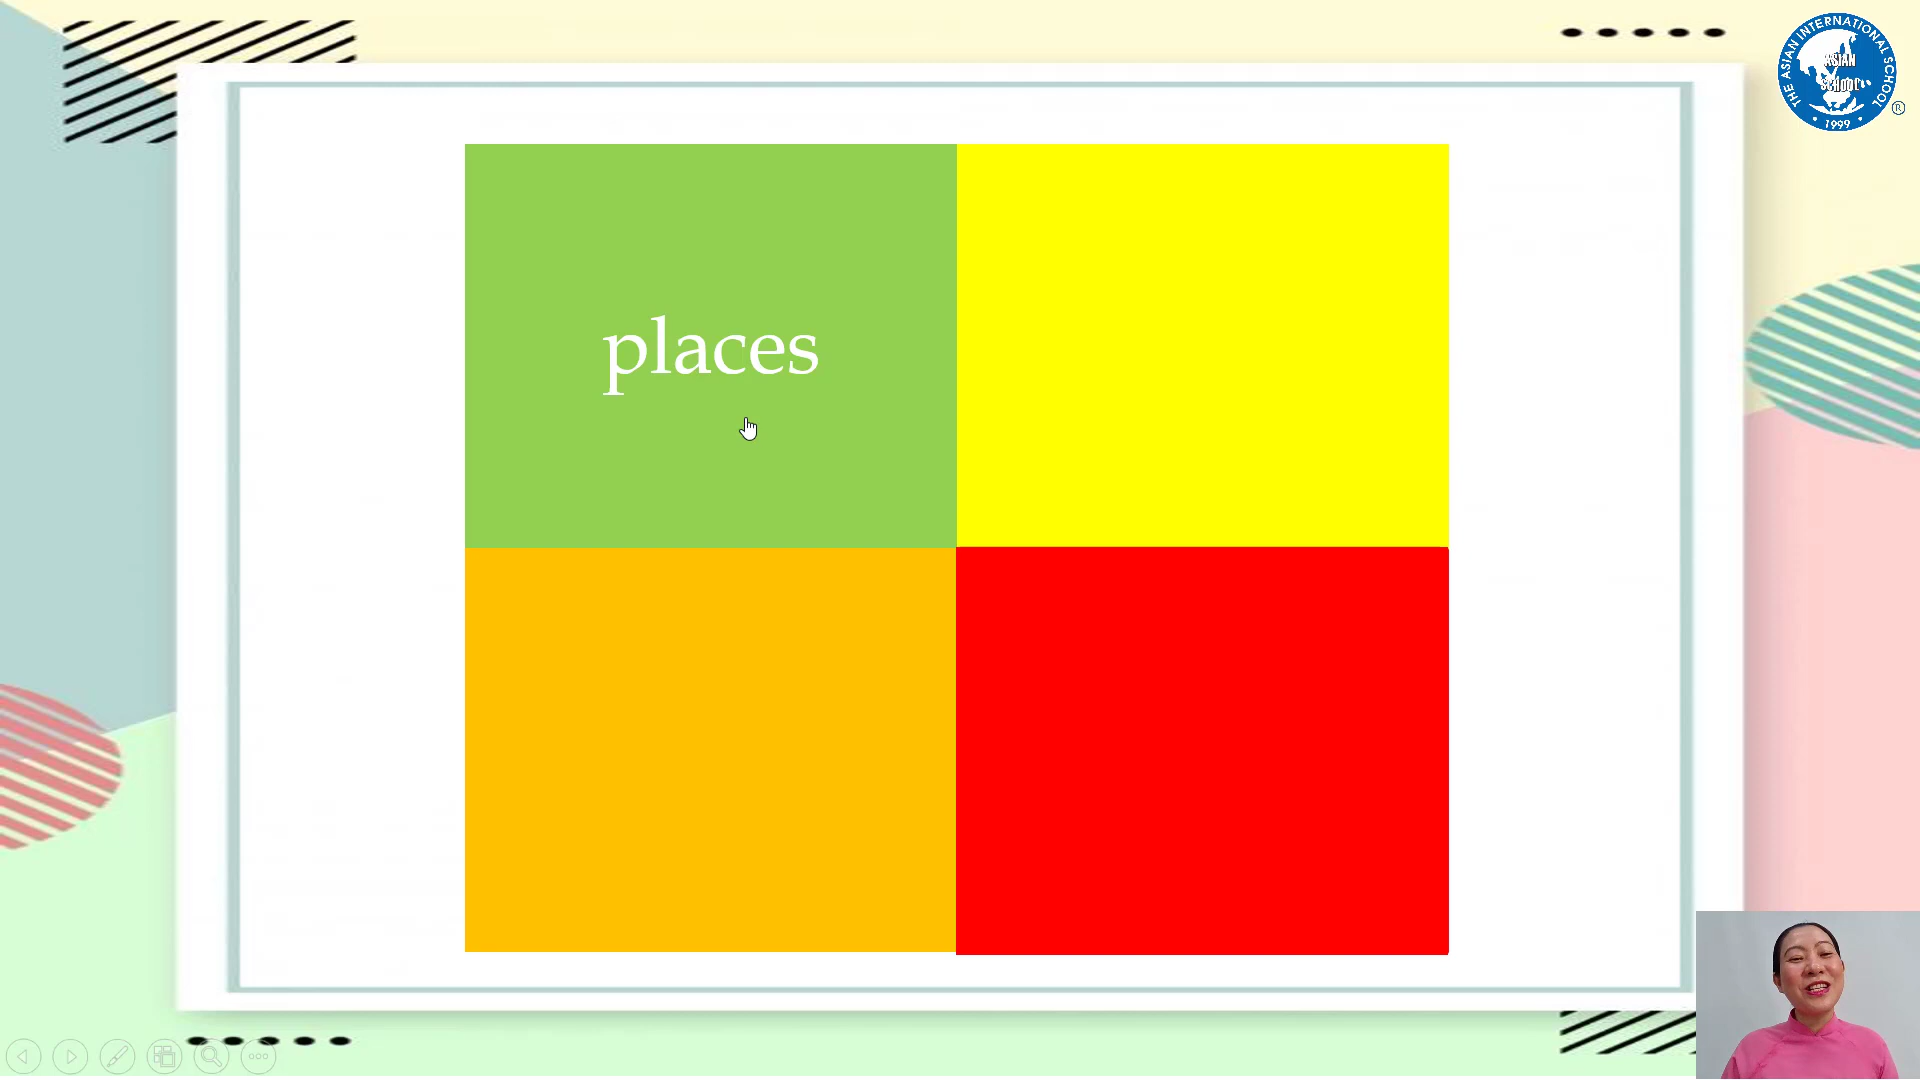 THE ASIAN INTERNATIONAL SCHOOL
ASIAN
SCHOOL
®
1999
places